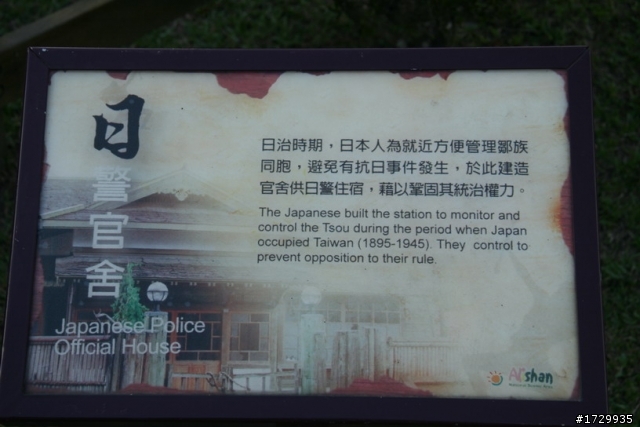 日警官舍
Japanese Police
Official House
日治時期，日本人為就近方便管理鄒族
同胞，避免有抗日事件發生，於此建造
官舍供日警住宿，藉以鞏固其統治權力。
The Japanese built the station to monitor and
control the Tsou during the period when Japan
occupied Taiwan (1895-1945). They control to
prevent opposition to their rule.
Ali shan
#1729935